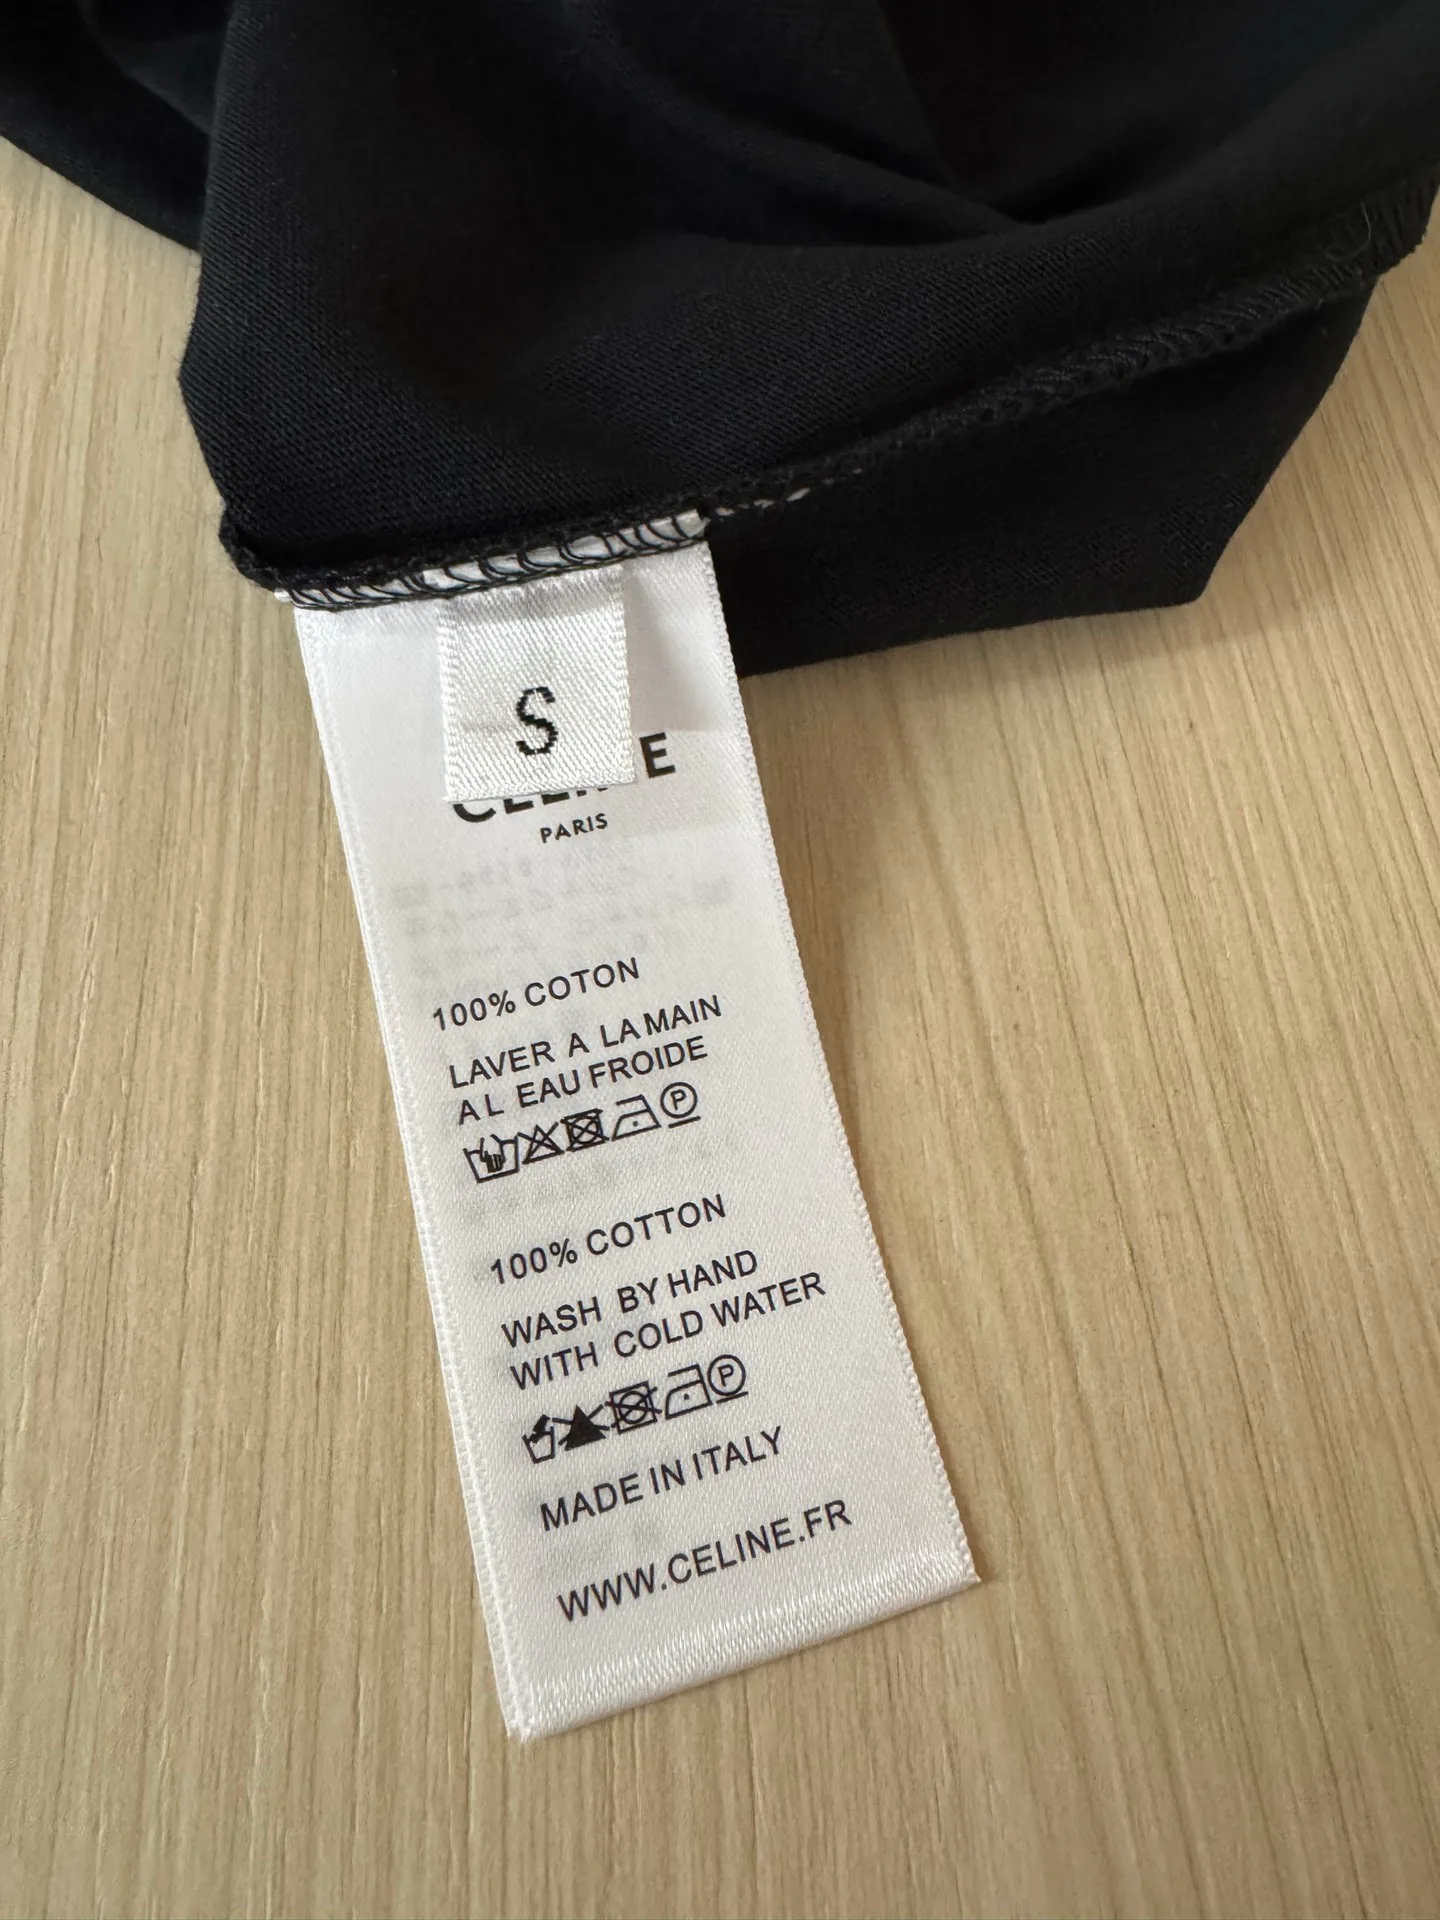 S
CELINE
PARIS
100% COTON
LAVER A LA MAIN
A L EAU FROIDE
P
100% COTTON
WASH BY HAND
WITH COLD WATER
P
MADE IN ITALY
WWW.CELINE.FR